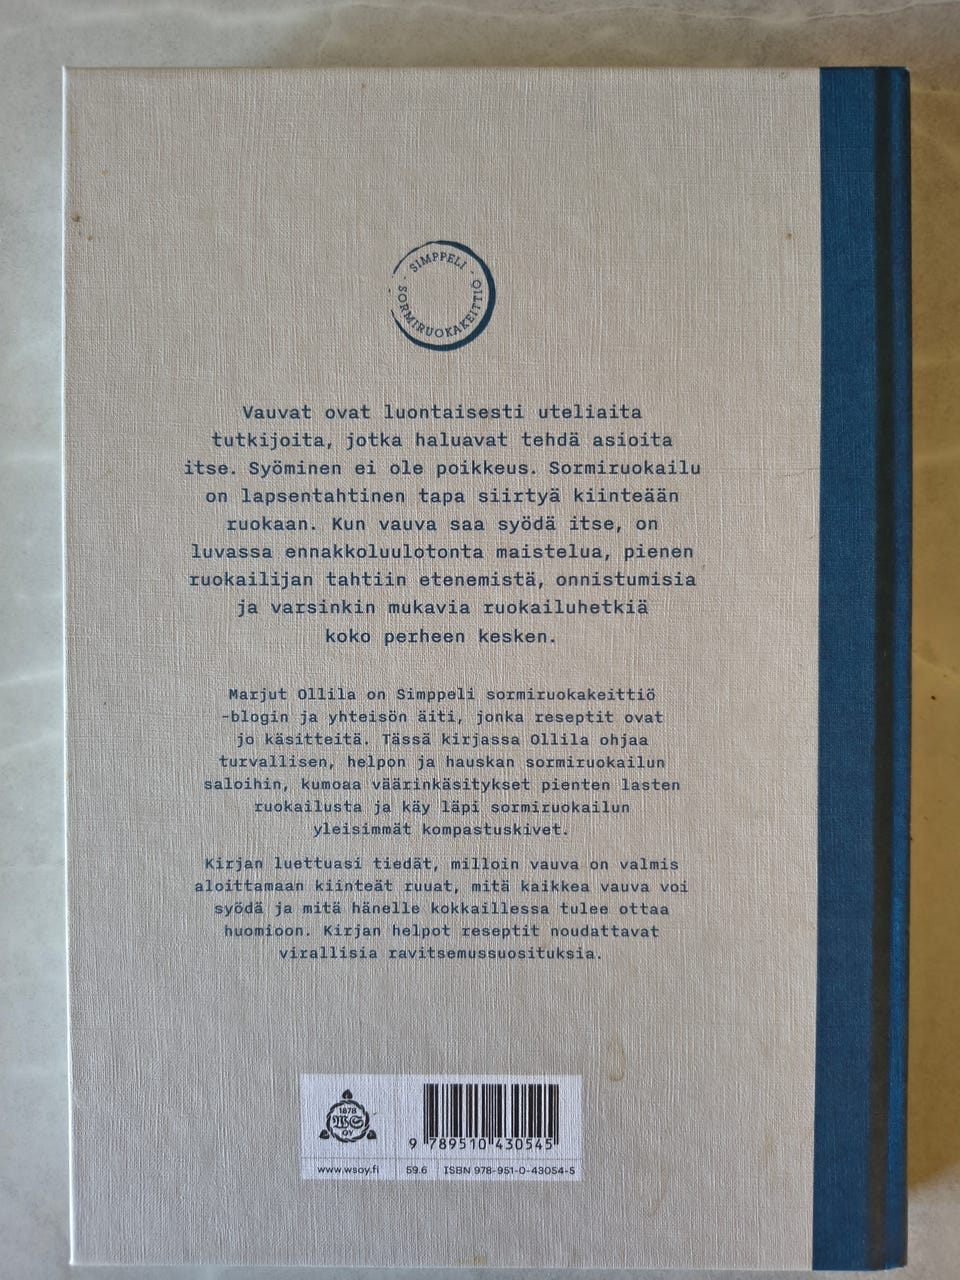 SIMPPELI
· SORMIRUOKAKEITTIÖ ·
Vauvat ovat luontaisesti uteliaita
tutkijoita, jotka haluavat tehdä asioita
itse. Syöminen ei ole poikkeus. Sormiruokailu
on lapsentahtinen tapa siirtyä kiinteään
ruokaan. Kun vauva saa syödä itse, on
luvassa ennakkoluulotonta maistelua, pienen
ruokailijan tahtiin etenemistä, onnistumisia
ja varsinkin mukavia ruokailuhetkiä
koko perheen kesken.
Marjut Ollila on Simppeli sormiruokakeittiö
-blogin ja yhteisön äiti, jonka reseptit ovat
jo käsitteitä. Tässä kirjassa Ollila ohjaa
turvallisen, helpon ja hauskan sormiruokailun
saloihin, kumoaa väärinkäsitykset pienten lasten
ruokailusta ja käy läpi sormiruokailun
yleisimmät kompastuskivet.
Kirjan luettuasi tiedät, milloin vauva on valmis
aloittamaan kiinteät ruuat, mitä kaikkea vauva voi
syödä ja mitä hänelle kokkaillessa tulee ottaa
huomioon. Kirjan helpot reseptit noudattavat
virallisia ravitsemussuosituksia.
1878
WS
OY
9 789510 430545
www.wsoy.fi 59.6 ISBN 978-951-0-43054-5